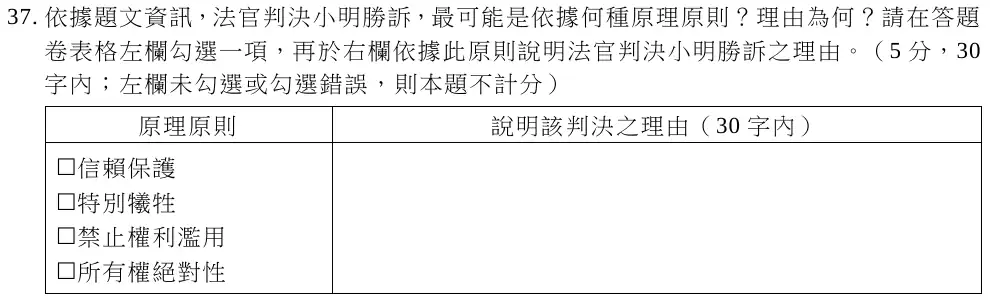 37. 依據題文資訊，法官判決小明勝訴，最可能是依據何種原理原則？理由為何？請在答題
卷表格左欄勾選一項，再於右欄依據此原則說明法官判決小明勝訴之理由。（5 分，30
字內；左欄未勾選或勾選錯誤，則本題不計分）
原理原則
說明該判決之理由（30 字內）
□信賴保護
□特別犧牲
□禁止權利濫用
□所有權絕對性